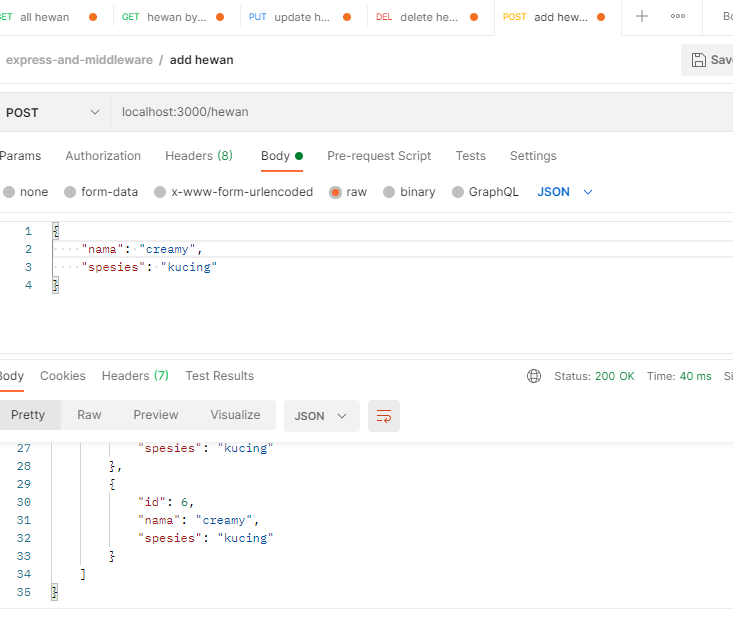 GET all hewan GET hewan by... PUT update h... DEL delete he... POST add hew... + ooo
express-and-middleware / add hewan
POST localhost:3000/hewan
Params Authorization Headers (8) Body Pre-request Script Tests Settings
none form-data x-www-form-urlencoded raw binary GraphQL JSON
1 {
2 "nama": "creamy",
3 "spesies": "kucing"
4 }
Body Cookies Headers (7) Test Results Status: 200 OK Time: 40 ms
Pretty Raw Preview Visualize JSON
27 "spesies": "kucing"
28 },
29 {
30 "id": 6,
31 "nama": "creamy",
32 "spesies": "kucing"
33 }
34 ]
35 }